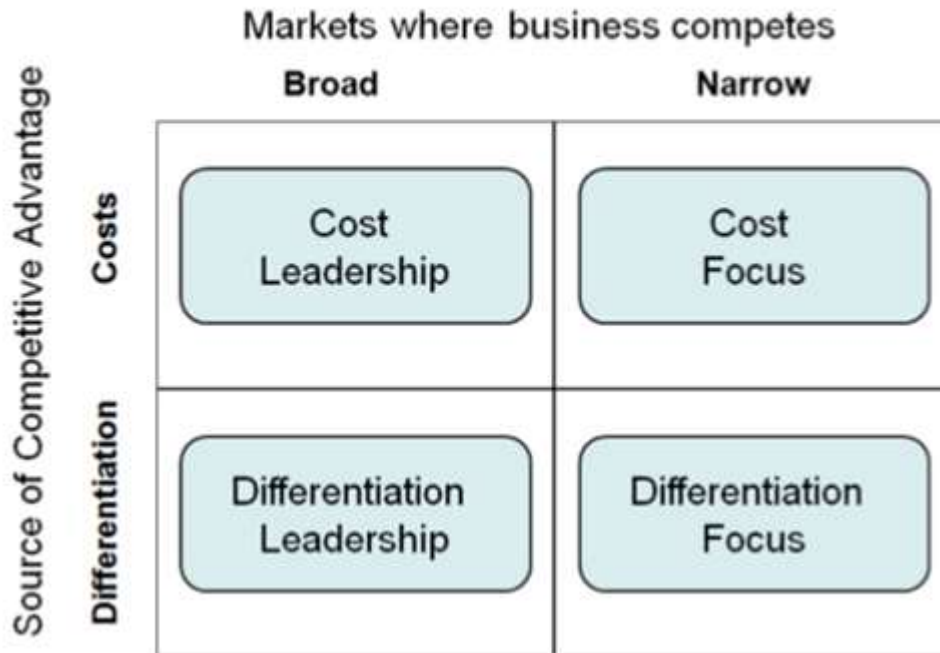 Markets where business competes
Broad
Narrow
Source of Competitive Advantage
Costs
Cost
Leadership
Cost
Focus
Differentiation
Differentiation
Leadership
Differentiation
Focus